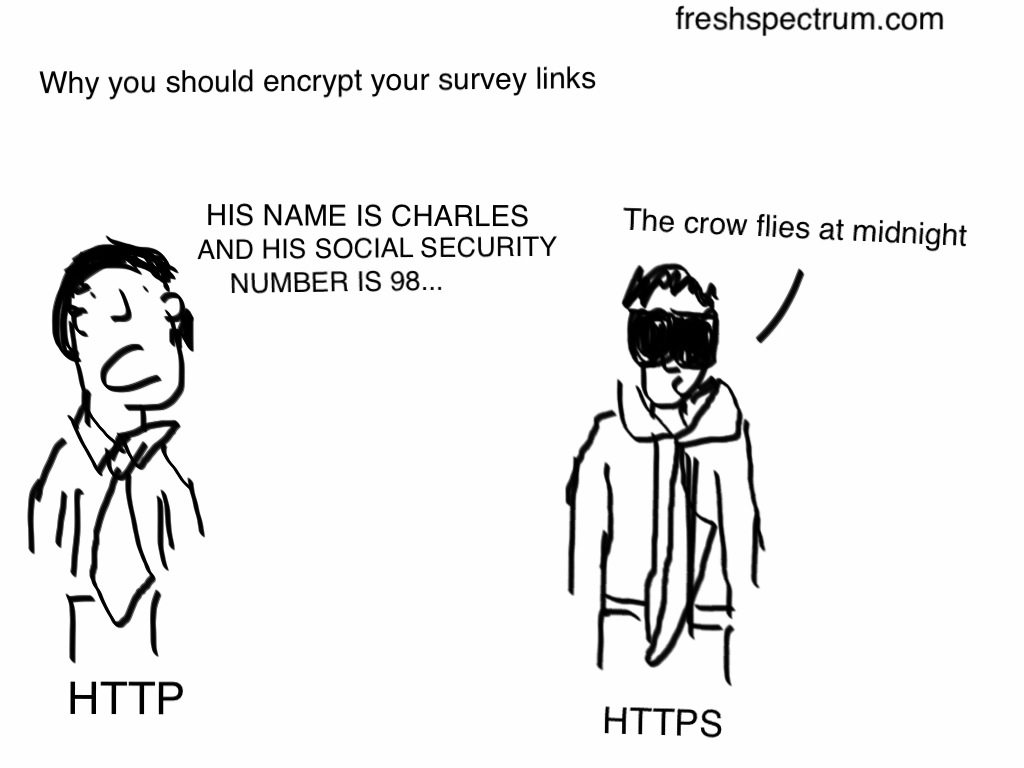 freshspectrum.com
Why you should encrypt your survey links
HIS NAME IS CHARLES
AND HIS SOCIAL SECURITY
NUMBER IS 98...
The crow flies at midnight
HTTP
HTTPS